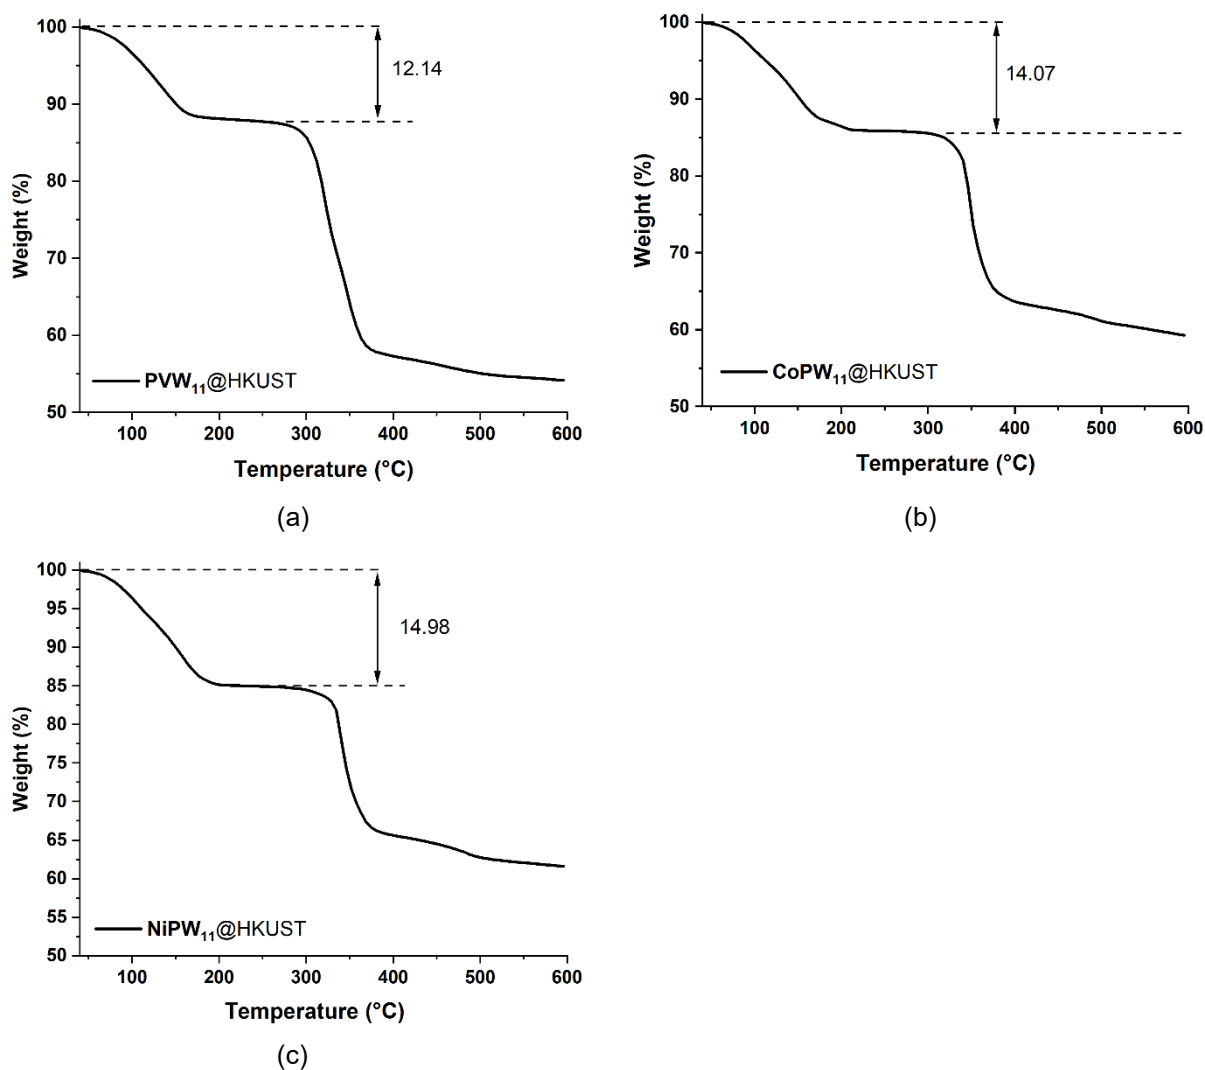 100
90
80
70
60
50
Weight (%)
12.14
PVW₁₁@HKUST
100 200 300 400 500 600
Temperature (°C)
(a)
100
90
80
70
60
50
Weight (%)
14.07
CoPW₁₁@HKUST
100 200 300 400 500 600
Temperature (°C)
(b)
100
95
90
85
80
75
70
65
60
55
50
Weight (%)
14.98
NiPW₁₁@HKUST
100 200 300 400 500 600
Temperature (°C)
(c)